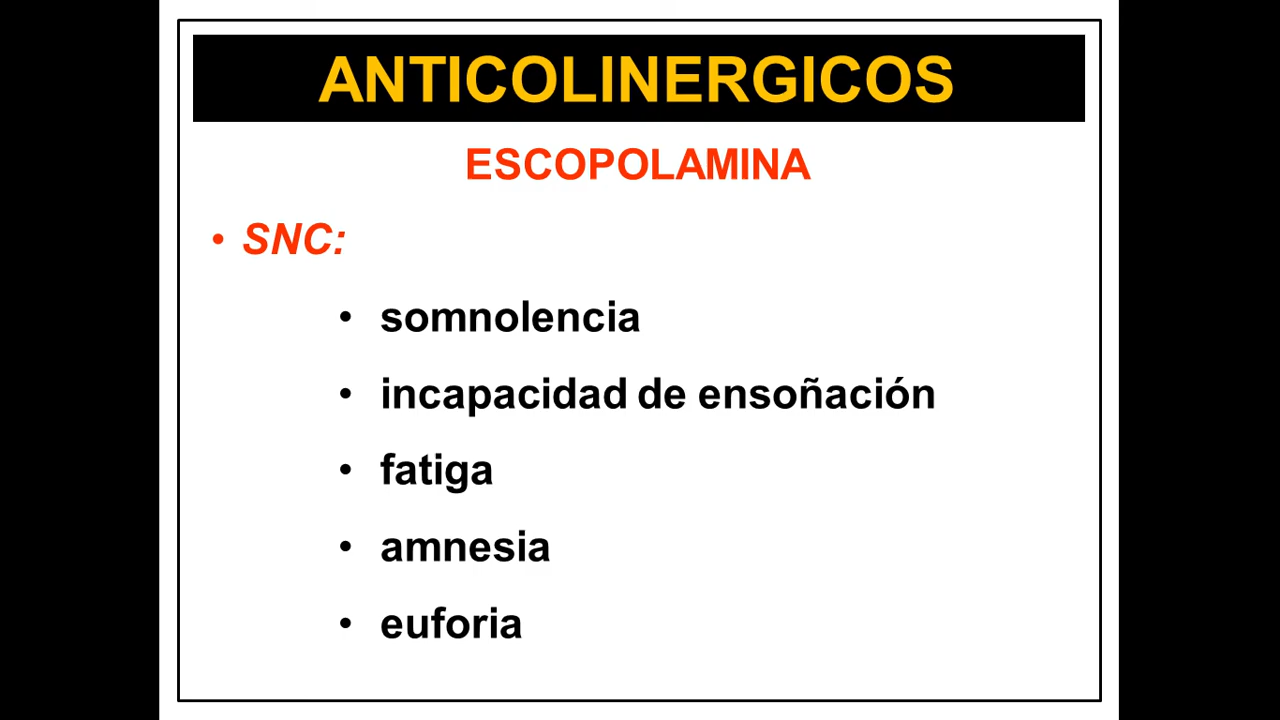 ANTICOLINERGICOS
ESCOPOLAMINA
• SNC:
• somnolencia
• incapacidad de ensoñación
• fatiga
• amnesia
• euforia